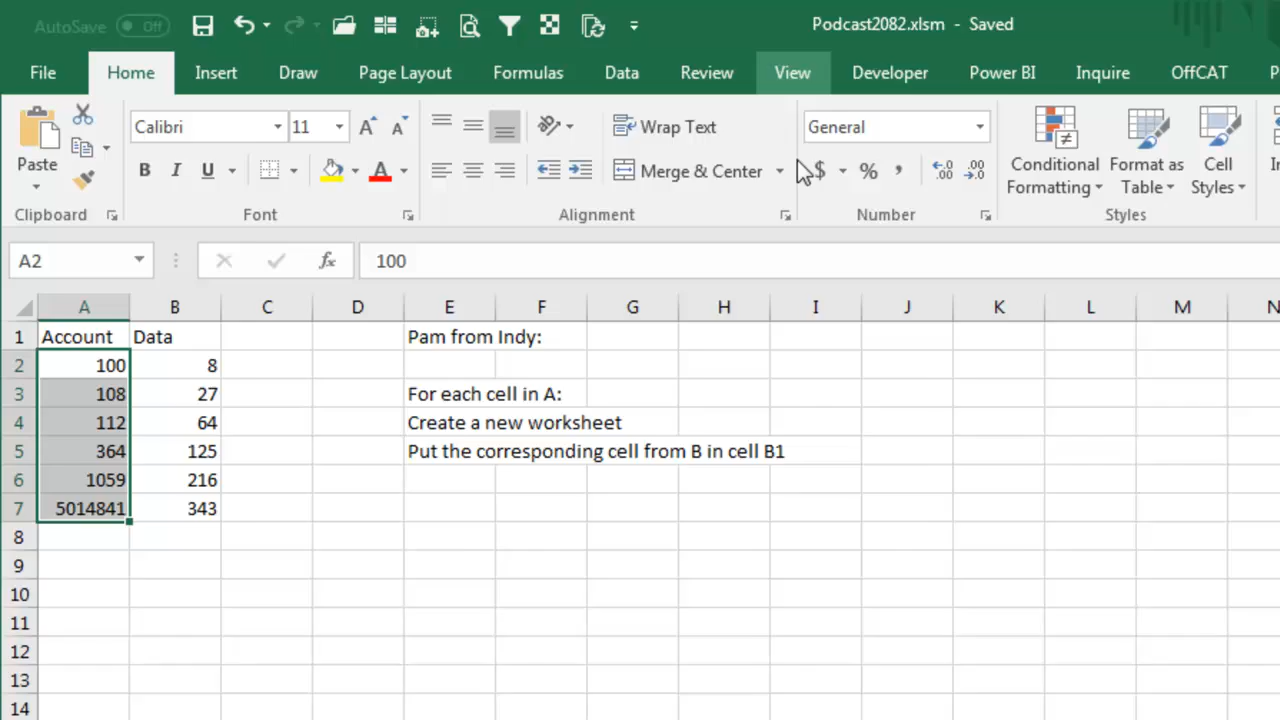 AutoSave Off
Podcast2082.xlsm - Saved
File Home Insert Draw Page Layout Formulas Data Review View Developer Power BI Inquire OffCAT
Calibri 11 Wrap Text General
Paste B I U A Merge & Center $ % , Conditional Formatting Format as Table Cell Styles
Clipboard Font Alignment Number Styles
A2 fx 100
A B C D E F G H I J K L M N
1 Account Data Pam from Indy:
2 100 8
3 108 27 For each cell in A:
4 112 64 Create a new worksheet
5 364 125 Put the corresponding cell from B in cell B1
6 1059 216
7 5014841 343
8
9
10
11
12
13
14